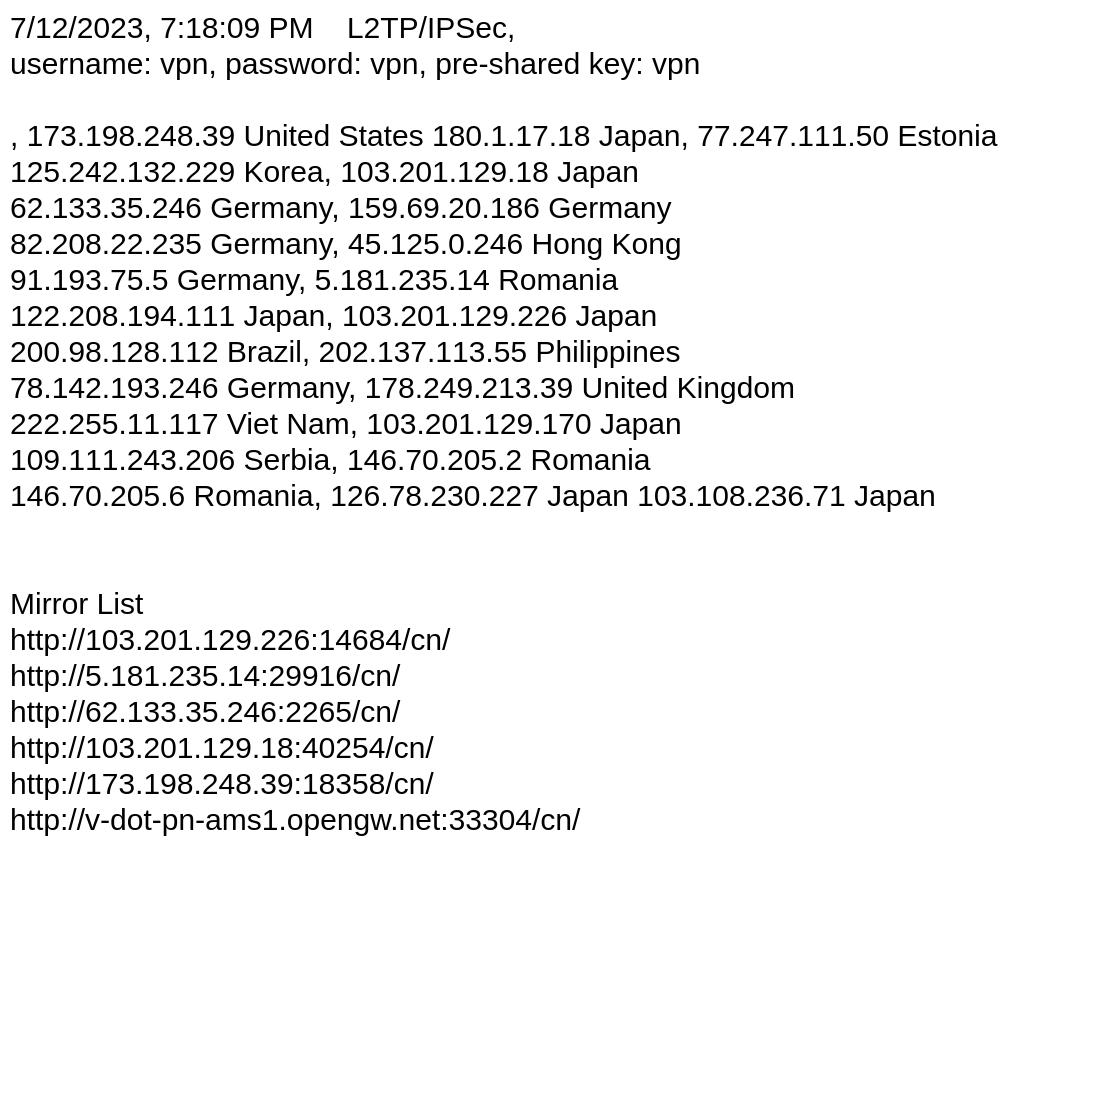 7/12/2023, 7:18:09 PM    L2TP/IPSec,
username: vpn, password: vpn, pre-shared key: vpn
, 173.198.248.39 United States 180.1.17.18 Japan, 77.247.111.50 Estonia
125.242.132.229 Korea, 103.201.129.18 Japan
62.133.35.246 Germany, 159.69.20.186 Germany
82.208.22.235 Germany, 45.125.0.246 Hong Kong
91.193.75.5 Germany, 5.181.235.14 Romania
122.208.194.111 Japan, 103.201.129.226 Japan
200.98.128.112 Brazil, 202.137.113.55 Philippines
78.142.193.246 Germany, 178.249.213.39 United Kingdom
222.255.11.117 Viet Nam, 103.201.129.170 Japan
109.111.243.206 Serbia, 146.70.205.2 Romania
146.70.205.6 Romania, 126.78.230.227 Japan 103.108.236.71 Japan
Mirror List
http://103.201.129.226:14684/cn/
http://5.181.235.14:29916/cn/
http://62.133.35.246:2265/cn/
http://103.201.129.18:40254/cn/
http://173.198.248.39:18358/cn/
http://v-dot-pn-ams1.opengw.net:33304/cn/